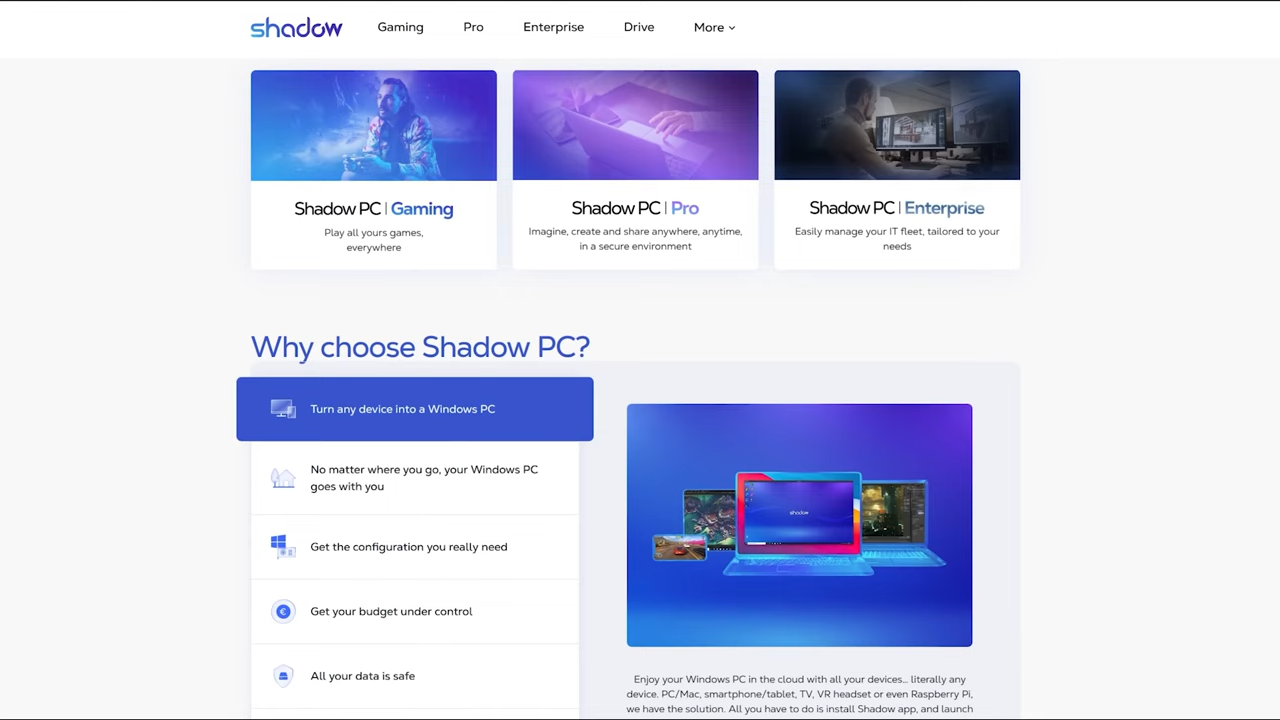 shadow
Gaming
Pro
Enterprise
Drive
More
Shadow PC | Gaming
Play all yours games,
everywhere
Shadow PC | Pro
Imagine, create and share anywhere, anytime,
in a secure environment
Shadow PC | Enterprise
Easily manage your IT fleet, tailored to your
needs
Why choose Shadow PC?
Turn any device into a Windows PC
No matter where you go, your Windows PC
goes with you
Get the configuration you really need
Get your budget under control
All your data is safe
shadow
Enjoy your Windows PC in the cloud with all your devices... literally any
device. PC/Mac, smartphone/tablet, TV, VR headset or even Raspberry Pi,
we have the solution. All you have to do is install Shadow app, and launch